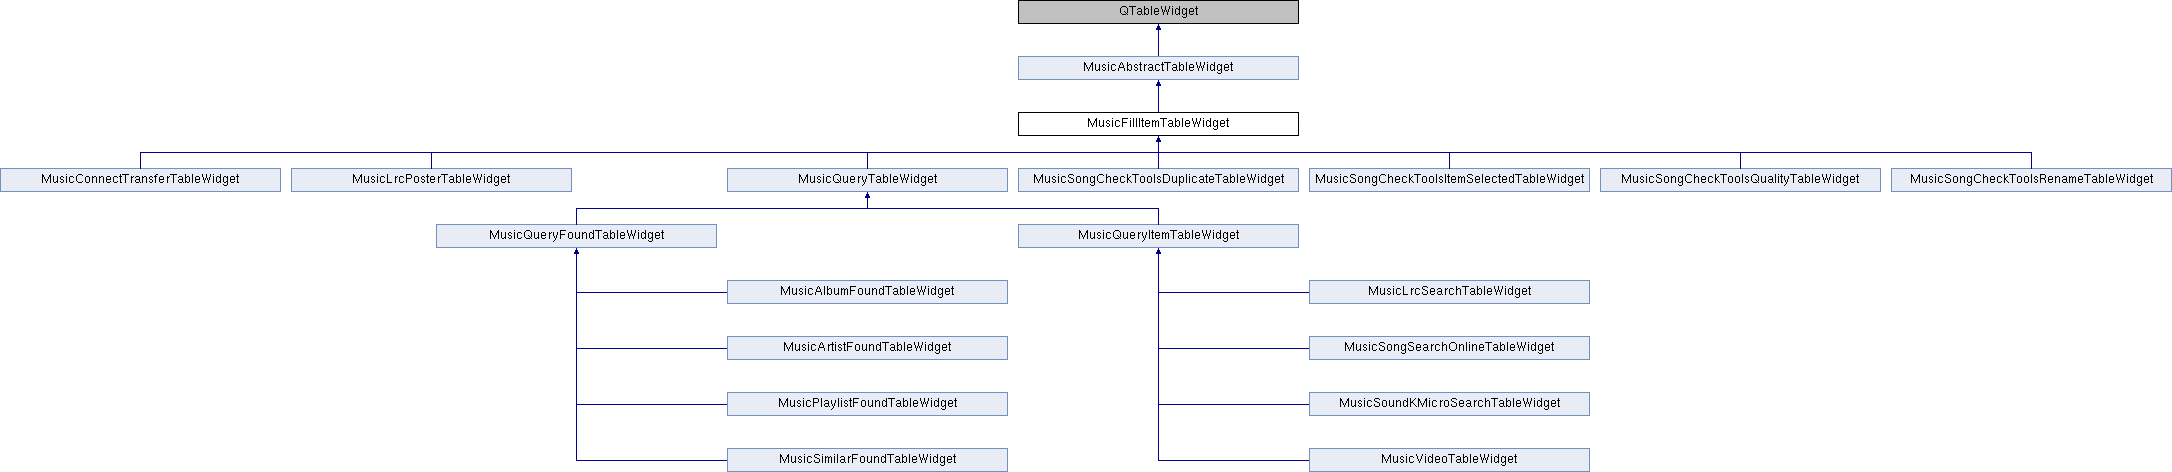 QTableWidget
MusicAbstractTableWidget
MusicFillItemTableWidget
MusicConnectTransferTableWidget
MusicLrcPosterTableWidget
MusicQueryTableWidget
MusicSongCheckToolsDuplicateTableWidget
MusicSongCheckToolsItemSelectedTableWidget
MusicSongCheckToolsQualityTableWidget
MusicSongCheckToolsRenameTableWidget
MusicQueryFoundTableWidget
MusicQueryItemTableWidget
MusicAlbumFoundTableWidget
MusicLrcSearchTableWidget
MusicArtistFoundTableWidget
MusicSongSearchOnlineTableWidget
MusicPlaylistFoundTableWidget
MusicSoundKMicroSearchTableWidget
MusicSimilarFoundTableWidget
MusicVideoTableWidget